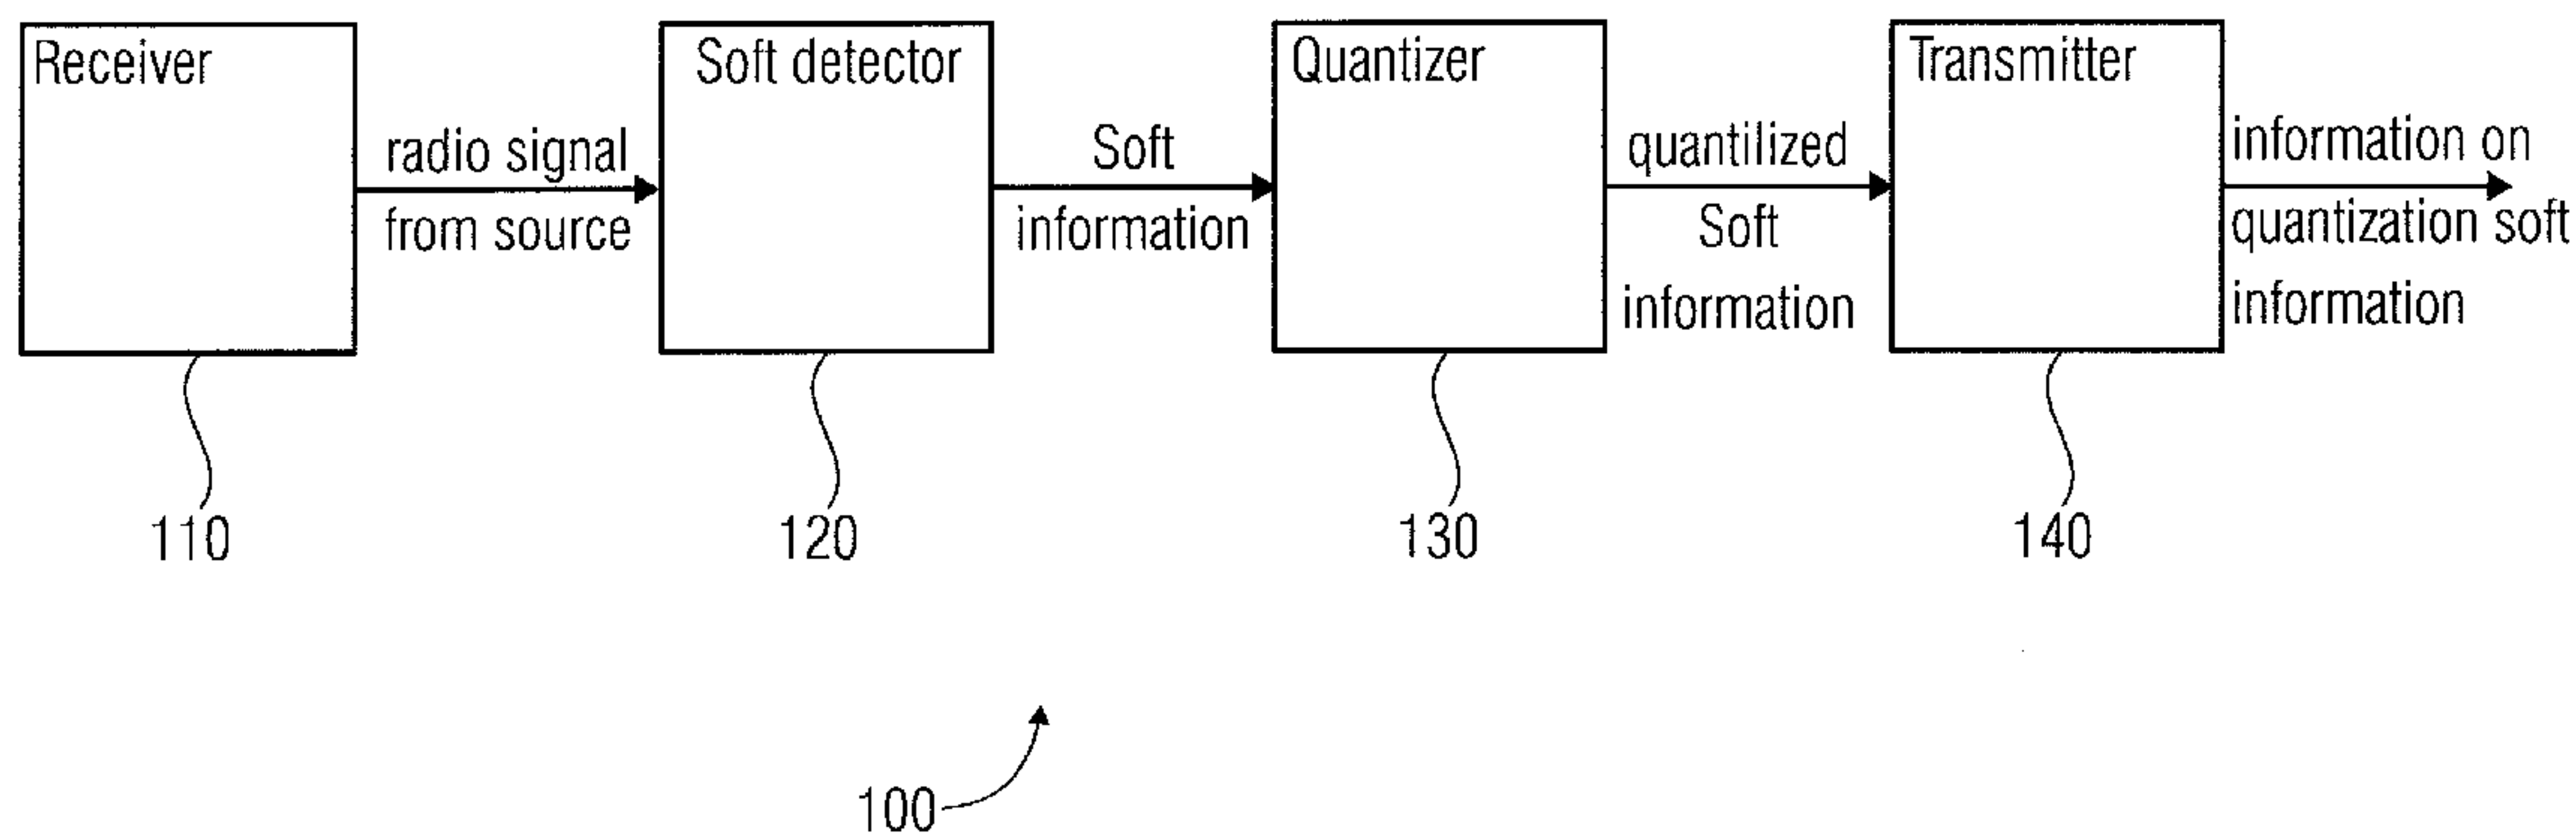 Receiver
radio signal
from source
Soft detector
Soft
information
Quantizer
quantilized
Soft
information
Transmitter
information on
quantization soft
information
110
120
130
140
100